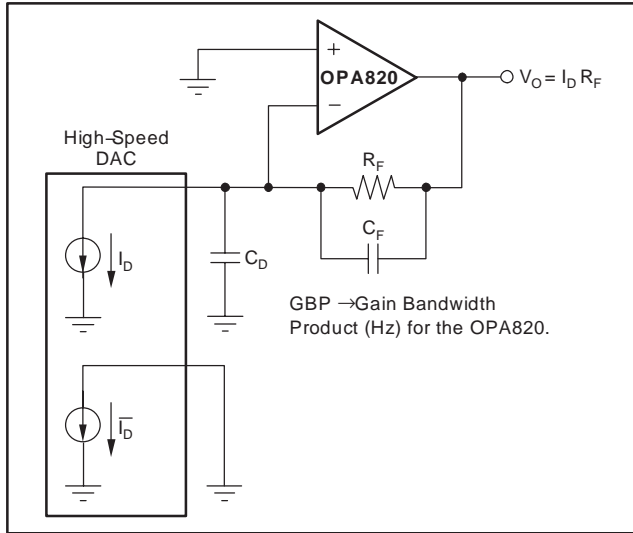 +
OPA820
−
V_O = I_D R_F
High–Speed
DAC
R_F
C_F
I_D
C_D
GBP →Gain Bandwidth
Product (Hz) for the OPA820.
I̅_D